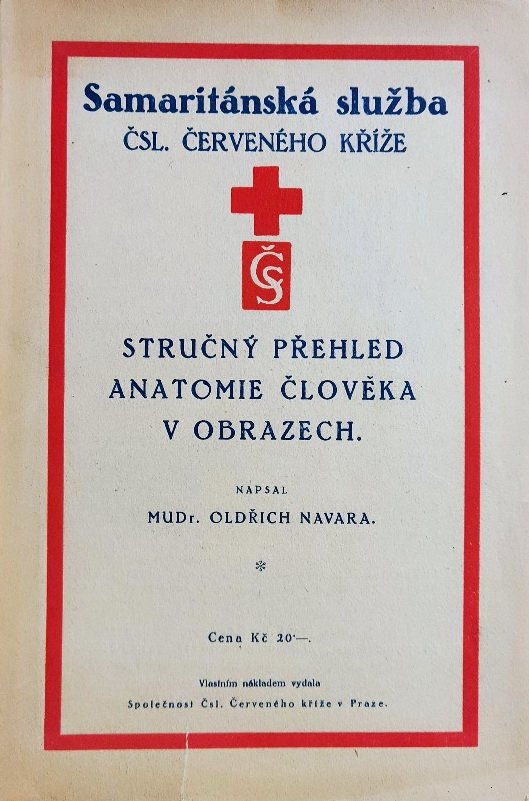 Samaritánská služba
ČSL. ČERVENÉHO KŘÍŽE
ČS
STRUČNÝ PŘEHLED
ANATOMIE ČLOVĚKA
V OBRAZECH.
NAPSAL
MUDr. OLDŘICH NAVARA.
*
Cena Kč 20·—.
Vlastním nákladem vydala
Společnost Čsl. Červeného kříže v Praze.